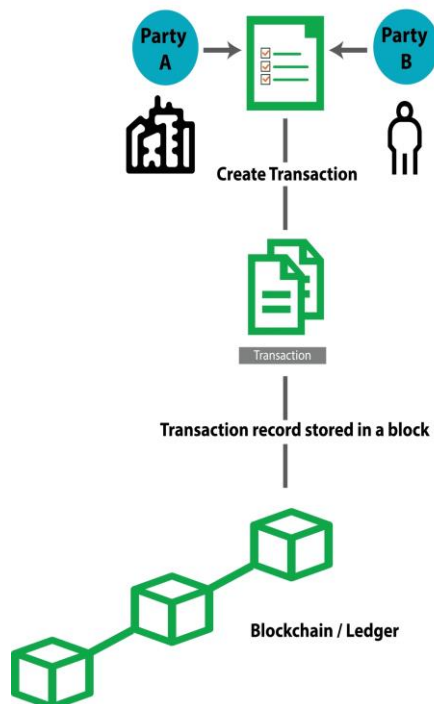 Party
A
Party
B
Create Transaction
Transaction
Transaction record stored in a block
Blockchain / Ledger